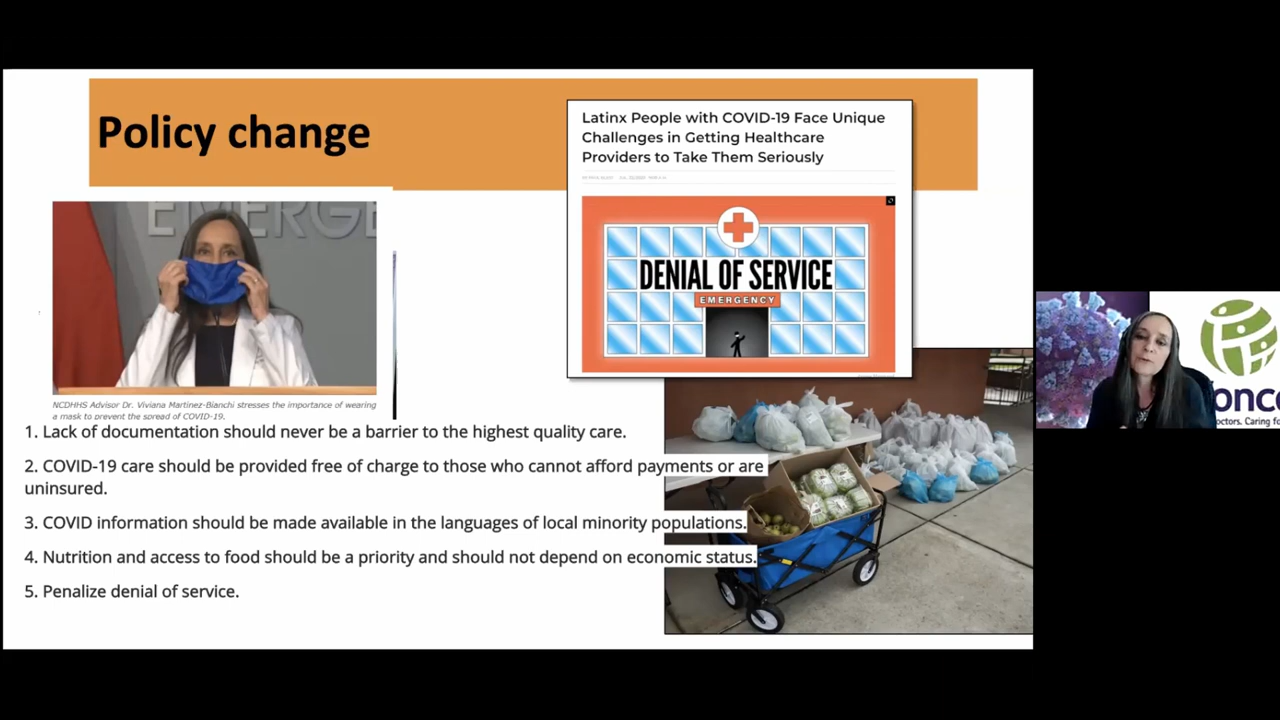 Policy change
Latinx People with COVID-19 Face Unique
Challenges in Getting Healthcare
Providers to Take Them Seriously
EMERGE
DENIAL OF SERVICE
EMERGENCY
NCDHHS Advisor Dr. Viviana Martinez-Bianchi stresses the importance of wearing
a mask to prevent the spread of COVID-19.
1. Lack of documentation should never be a barrier to the highest quality care.
2. COVID-19 care should be provided free of charge to those who cannot afford payments or are
uninsured.
3. COVID information should be made available in the languages of local minority populations.
4. Nutrition and access to food should be a priority and should not depend on economic status.
5. Penalize denial of service.
onca
octors. Caring fo